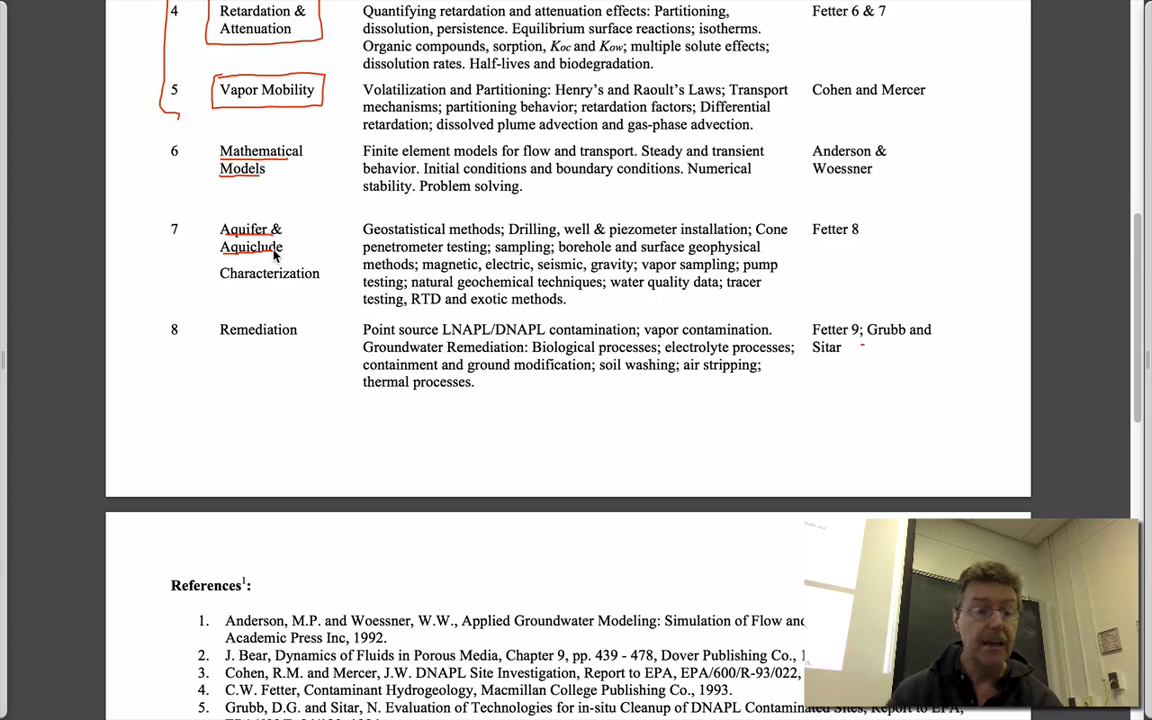 4 Retardation & Quantifying retardation and attenuation effects: Partitioning, Fetter 6 & 7
Attenuation dissolution, persistence. Equilibrium surface reactions; isotherms.
Organic compounds, sorption, Koc and Kow; multiple solute effects;
dissolution rates. Half-lives and biodegradation.
5 Vapor Mobility Volatilization and Partitioning: Henry's and Raoult's Laws; Transport Cohen and Mercer
mechanisms; partitioning behavior; retardation factors; Differential
retardation; dissolved plume advection and gas-phase advection.
6 Mathematical Finite element models for flow and transport. Steady and transient Anderson &
Models behavior. Initial conditions and boundary conditions. Numerical Woessner
stability. Problem solving.
7 Aquifer & Geostatistical methods; Drilling, well & piezometer installation; Cone Fetter 8
Aquiclude penetrometer testing; sampling; borehole and surface geophysical
methods; magnetic, electric, seismic, gravity; vapor sampling; pump
Characterization testing; natural geochemical techniques; water quality data; tracer
testing, RTD and exotic methods.
8 Remediation Point source LNAPL/DNAPL contamination; vapor contamination. Fetter 9; Grubb and
Groundwater Remediation: Biological processes; electrolyte processes; Sitar
containment and ground modification; soil washing; air stripping;
thermal processes.
References1:
1. Anderson, M.P. and Woessner, W.W., Applied Groundwater Modeling: Simulation of Flow and
Academic Press Inc, 1992.
2. J. Bear, Dynamics of Fluids in Porous Media, Chapter 9, pp. 439 - 478, Dover Publishing Co.,
3. Cohen, R.M. and Mercer, J.W. DNAPL Site Investigation, Report to EPA, EPA/600/R-93/022,
4. C.W. Fetter, Contaminant Hydrogeology, Macmillan College Publishing Co., 1993.
5. Grubb, D.G. and Sitar, N. Evaluation of Technologies for in-situ Cleanup of DNAPL Contaminated Sites, Report to EPA,